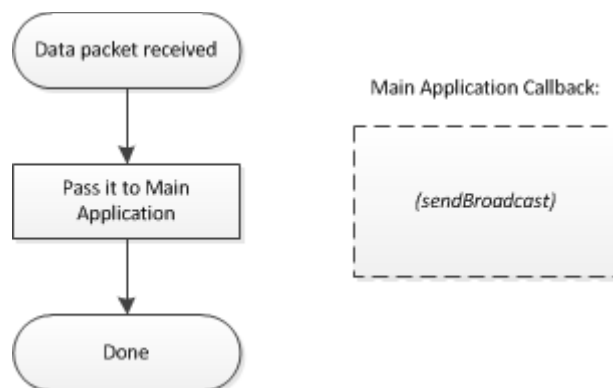 Data packet received
Main Application Callback:
Pass it to Main
Application
(sendBroadcast)
Done